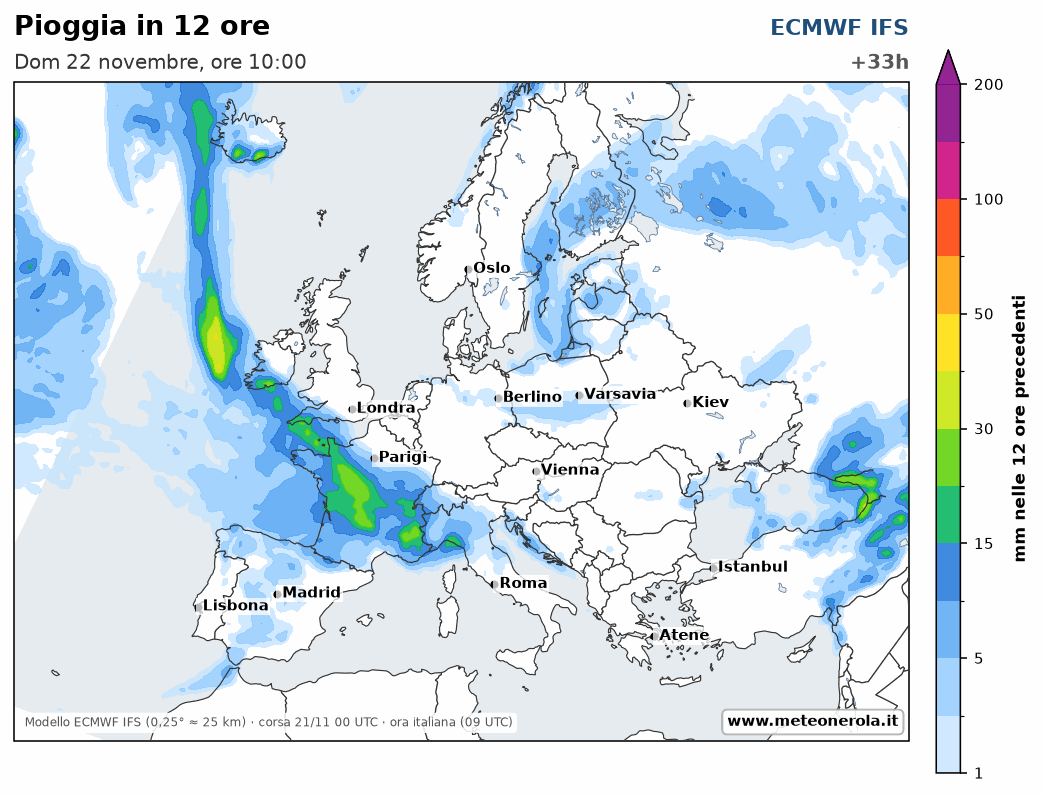 Pioggia in 12 ore
ECMWF IFS
Dom 22 novembre, ore 10:00
+33h
200
100
50
30
15
5
1
mm nelle 12 ore precedenti
Oslo
Berlino
Varsavia
Kiev
Londra
Parigi
Vienna
Istanbul
Roma
Madrid
Lisbona
Atene
Modello ECMWF IFS (0,25° ≈ 25 km) · corsa 21/11 00 UTC · ora italiana (09 UTC)
www.meteonerola.it